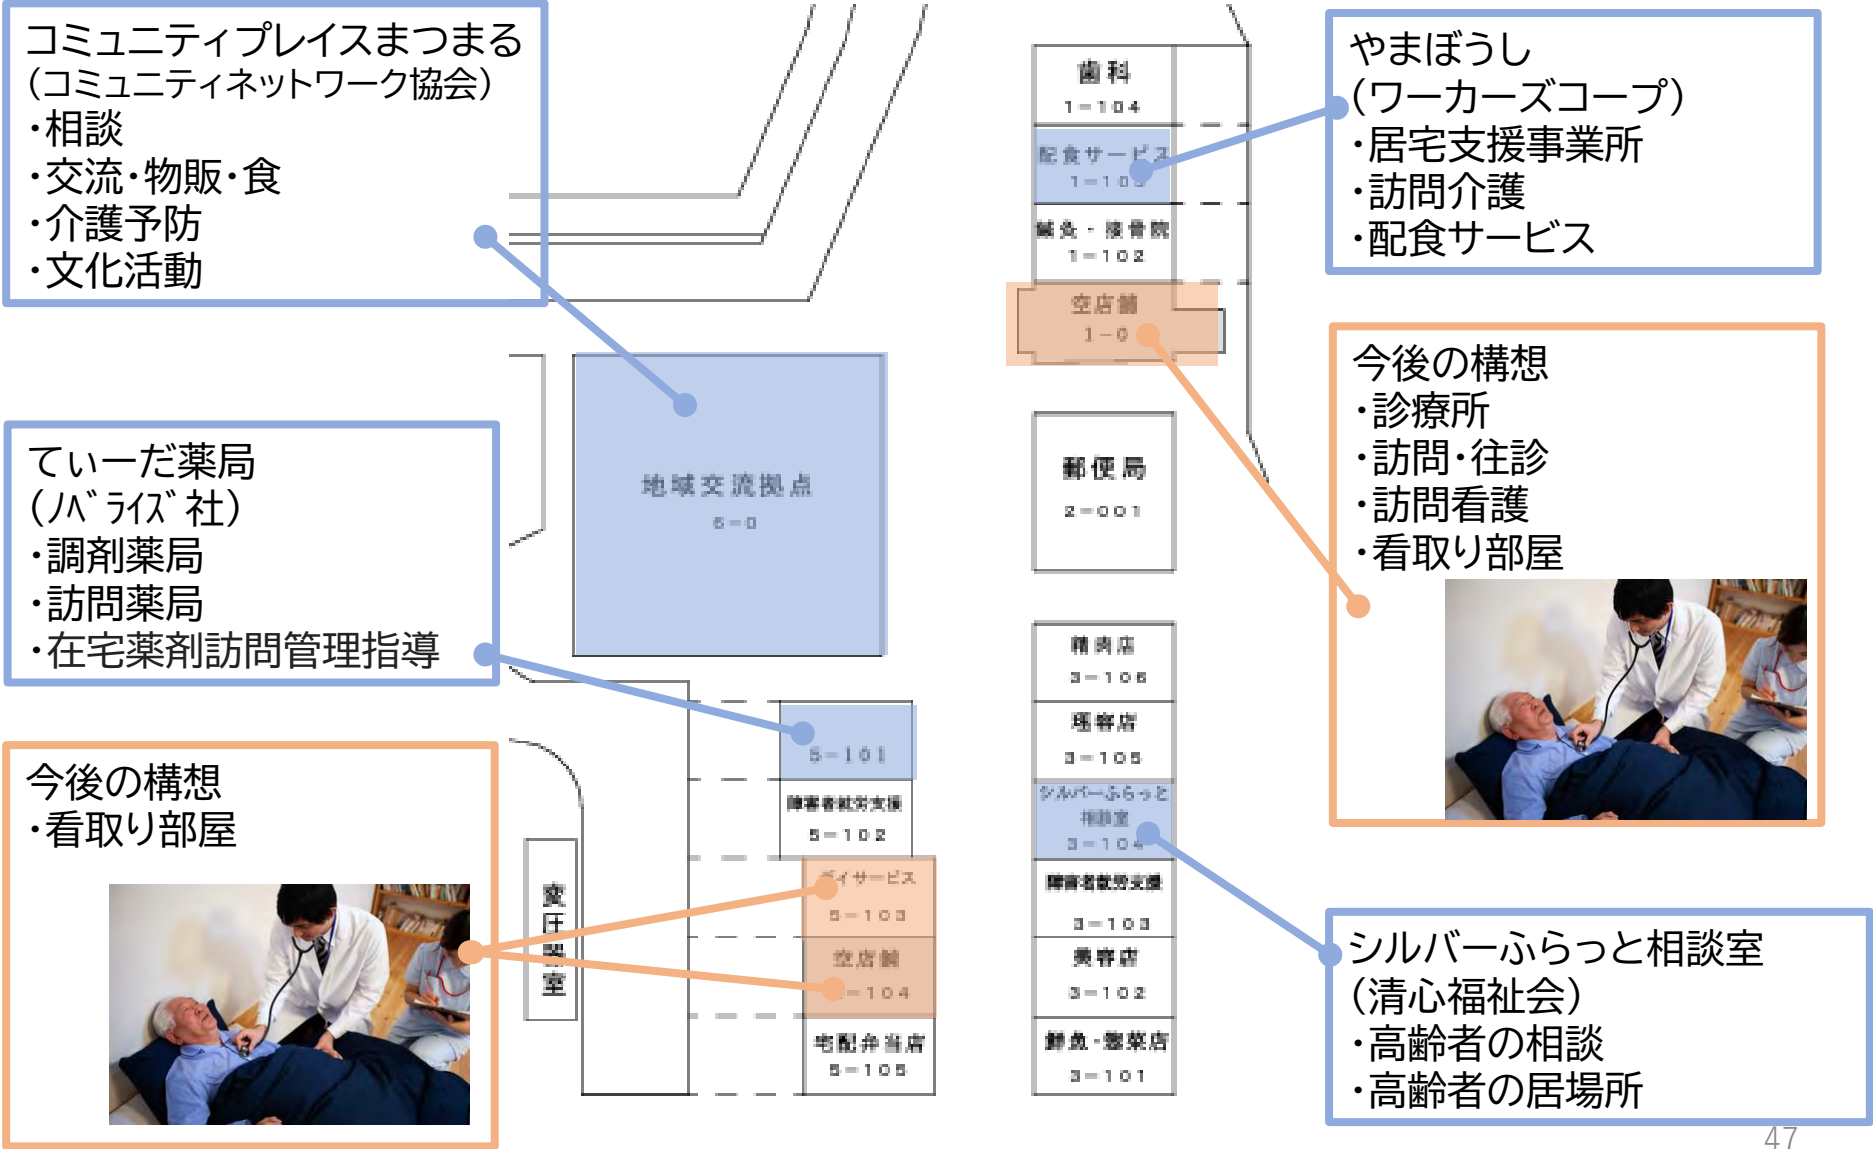 コミュニティプレイスまつまる
（コミュニティネットワーク協会）
・相談
・交流・物販・食
・介護予防
・文化活動
てぃーだ薬局
（ﾉﾊﾞﾗｲｽﾞ社）
・調剤薬局
・訪問薬局
・在宅薬剤訪問管理指導
今後の構想
・看取り部屋
地域交流拠点
6－0
変圧器室
5－101
障害者就労支援
5－102
デイサービス
5－103
空店舗
－104
宅配弁当店
5－105
歯科
1－104
配食サービス
1－10
鍼灸・接骨院
1－102
空店舗
1－0
郵便局
2－001
精肉店
3－106
理容店
3－105
シルバーふらっと
相談室
3－104
障害者就労支援
3－103
美容店
3－102
鮮魚・惣菜店
3－101
やまぼうし
（ワーカーズコープ）
・居宅支援事業所
・訪問介護
・配食サービス
今後の構想
・診療所
・訪問・往診
・訪問看護
・看取り部屋
シルバーふらっと相談室
（清心福祉会）
・高齢者の相談
・高齢者の居場所
47